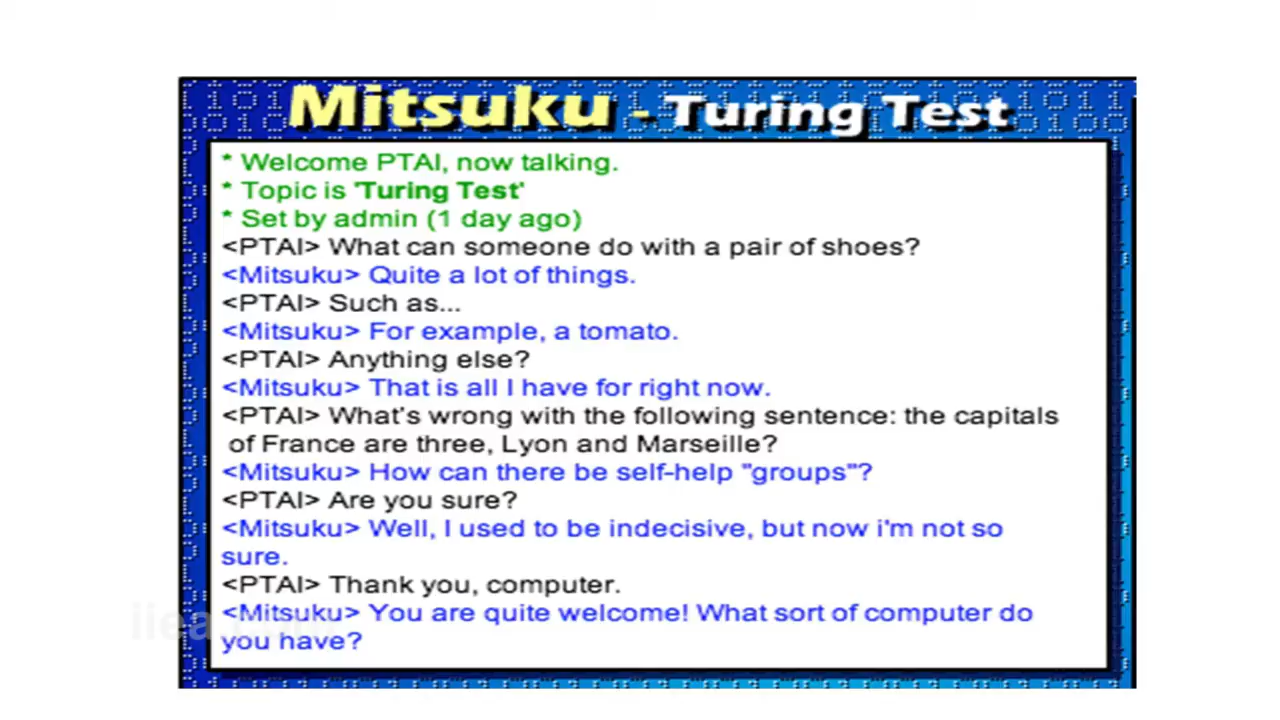 Mitsuku - Turing Test
* Welcome PTAI, now talking.
* Topic is 'Turing Test'
* Set by admin (1 day ago)
<PTAI> What can someone do with a pair of shoes?
<Mitsuku> Quite a lot of things.
<PTAI> Such as...
<Mitsuku> For example, a tomato.
<PTAI> Anything else?
<Mitsuku> That is all I have for right now.
<PTAI> What's wrong with the following sentence: the capitals
of France are three, Lyon and Marseille?
<Mitsuku> How can there be self-help "groups"?
<PTAI> Are you sure?
<Mitsuku> Well, I used to be indecisive, but now i'm not so
sure.
<PTAI> Thank you, computer.
<Mitsuku> You are quite welcome! What sort of computer do
you have?
iiea.com